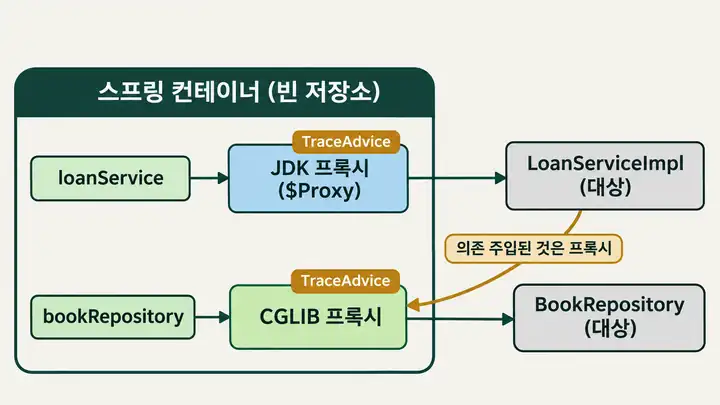 스프링 컨테이너 (빈 저장소)
TraceAdvice
loanService
JDK 프록시
($Proxy)
LoanServiceImpl
(대상)
의존 주입된 것은 프록시
TraceAdvice
bookRepository
CGLIB 프록시
BookRepository
(대상)